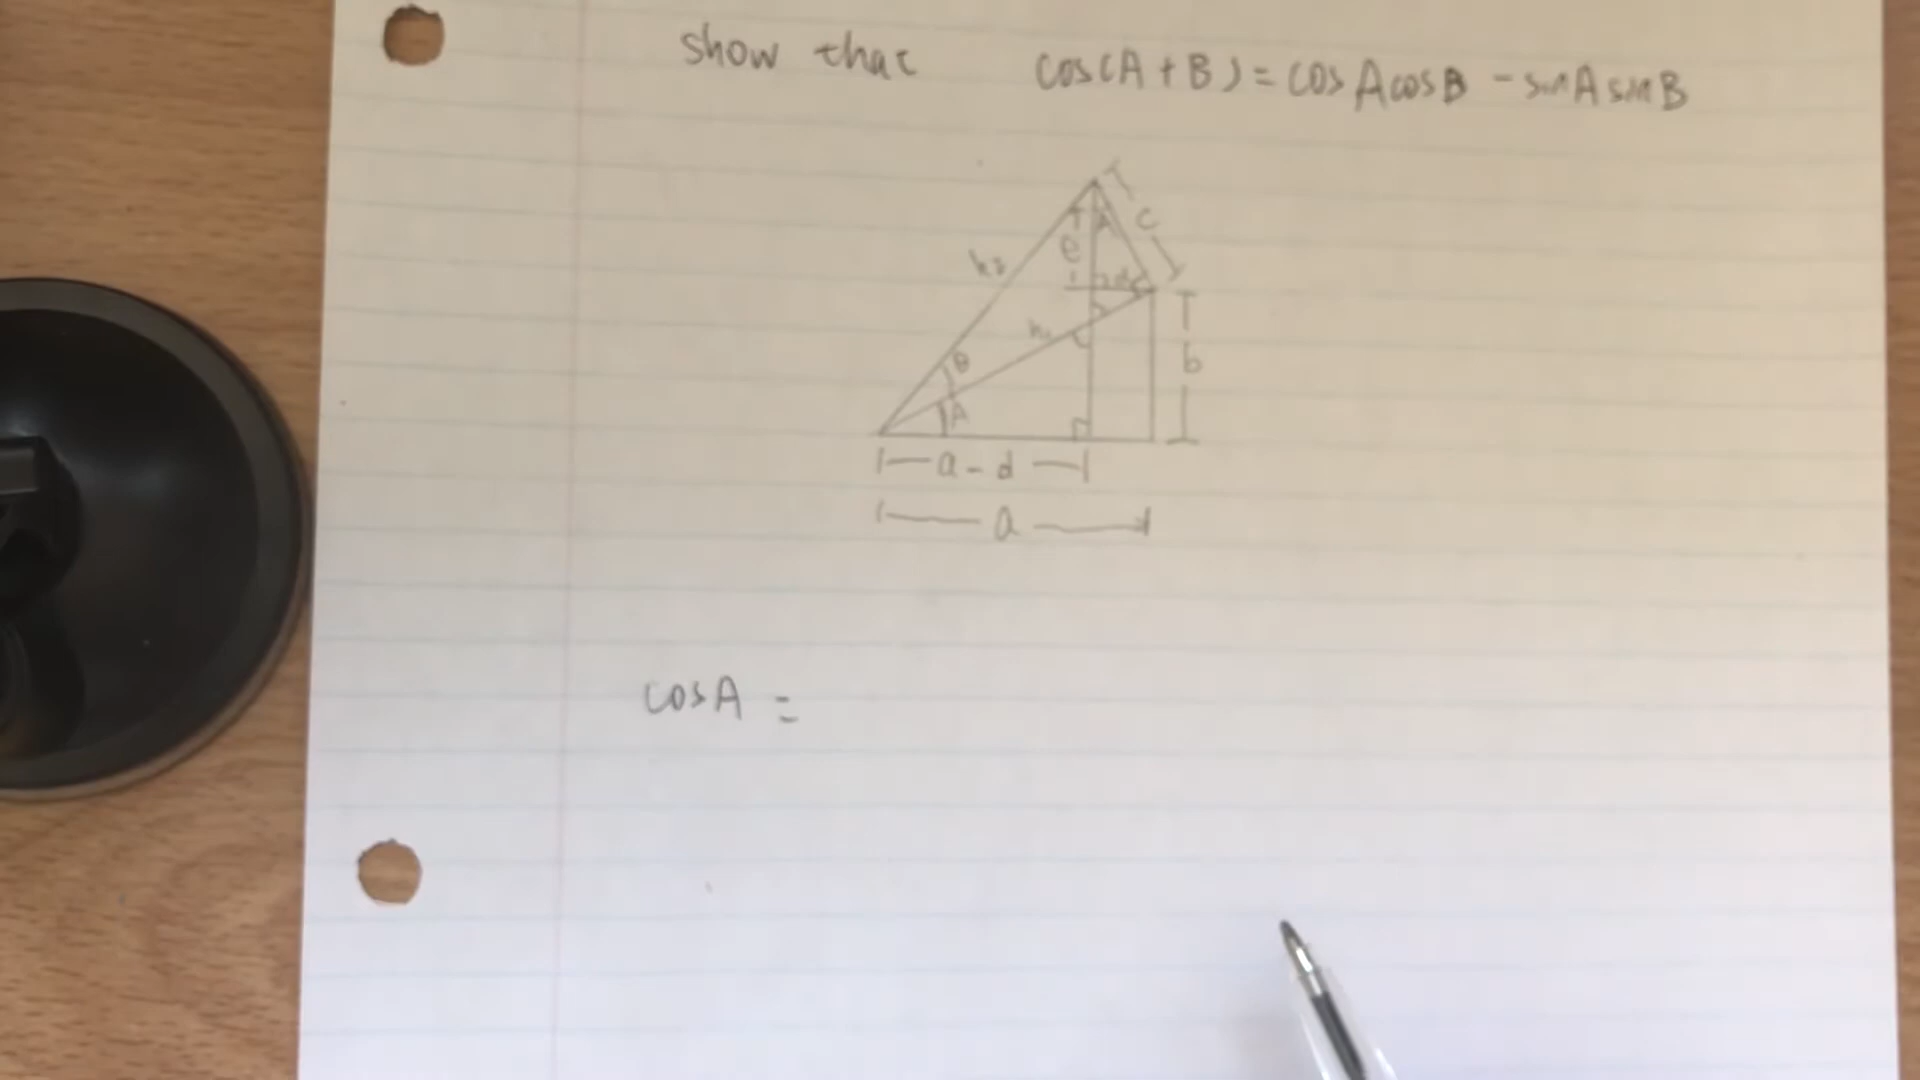 show that cos(A + B) = cos A cos B - sin A sin B
c
A
e
h2
d
h1
b
B
A
a - d
a
cos A =